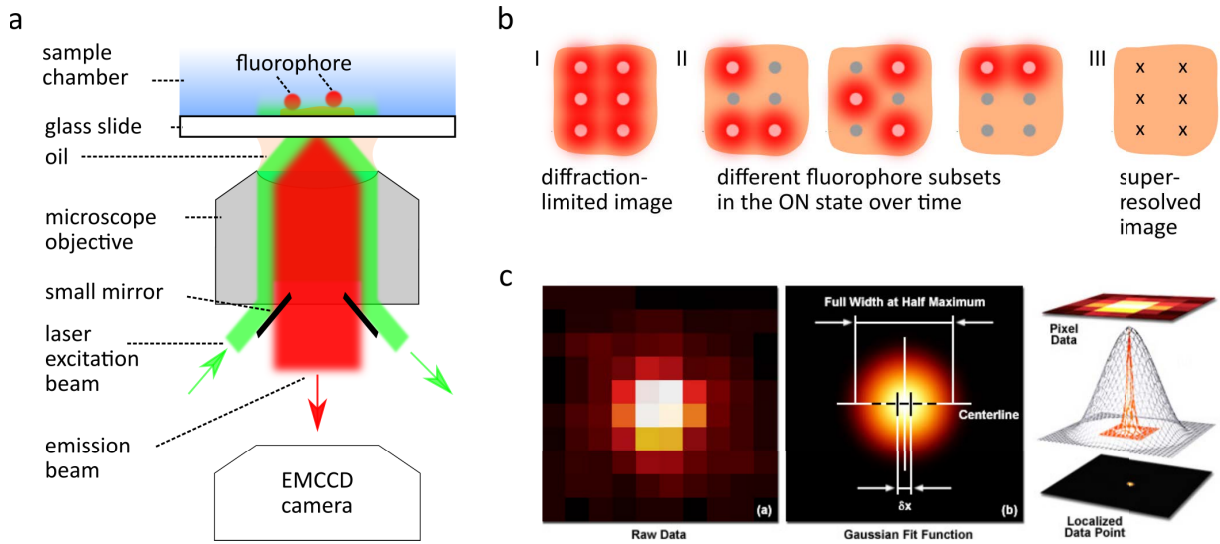 a
sample
chamber
fluorophore
glass slide
oil
microscope
objective
small mirror
laser
excitation
beam
emission
beam
EMCCD
camera
b
I
II
III
x x
x x
x x
diffraction-
limited image
different fluorophore subsets
in the ON state over time
super-
resolved
image
c
(a)
Raw Data
Full Width at Half Maximum
Centerline
δx
(b)
Gaussian Fit Function
Pixel
Data
Localized
Data Point